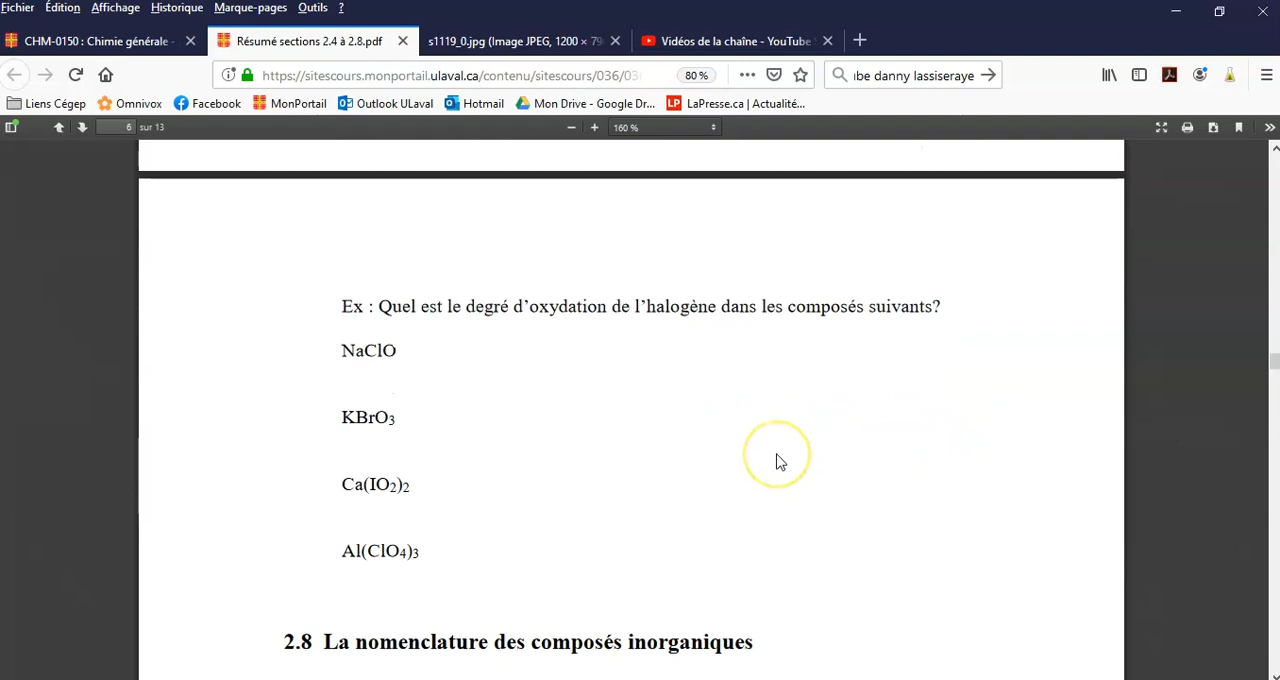 Fichier Édition Affichage Historique Marque-pages Outils ?
CHM-0150 : Chimie générale - Résumé sections 2.4 à 2.8.pdf s1119_0.jpg (Image JPEG, 1200 × 79 Vidéos de la chaîne - YouTube
https://sitescours.monportail.ulaval.ca/contenu/sitescours/036/03 80 % ıbe danny lassiseraye
Liens Cégep Omnivox Facebook MonPortail Outlook ULaval Hotmail Mon Drive - Google Dr... LP LaPresse.ca | Actualité...
6 sur 13 160 %
Ex : Quel est le degré d’oxydation de l’halogène dans les composés suivants?
NaClO
KBrO₃
Ca(IO₂)₂
Al(ClO₄)₃
2.8 La nomenclature des composés inorganiques